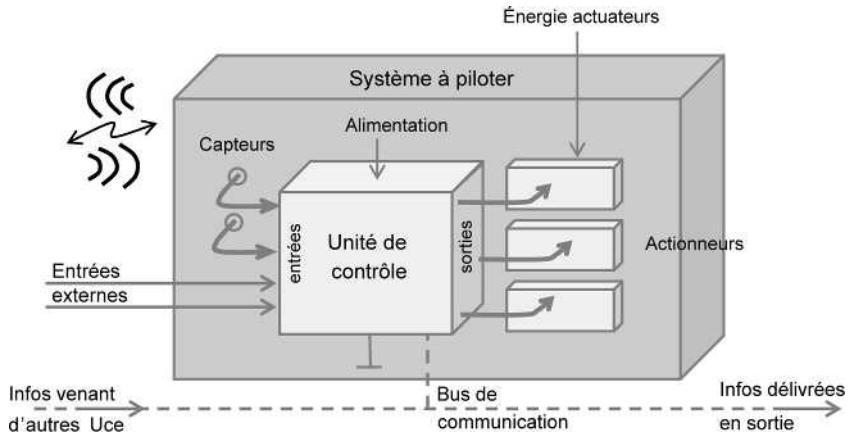 Énergie actuateurs
Système à piloter
Alimentation
Capteurs
entrées
Unité de
contrôle
sorties
Actionneurs
Entrées
externes
Infos venant
d'autres Uce
Bus de
communication
Infos délivrées
en sortie